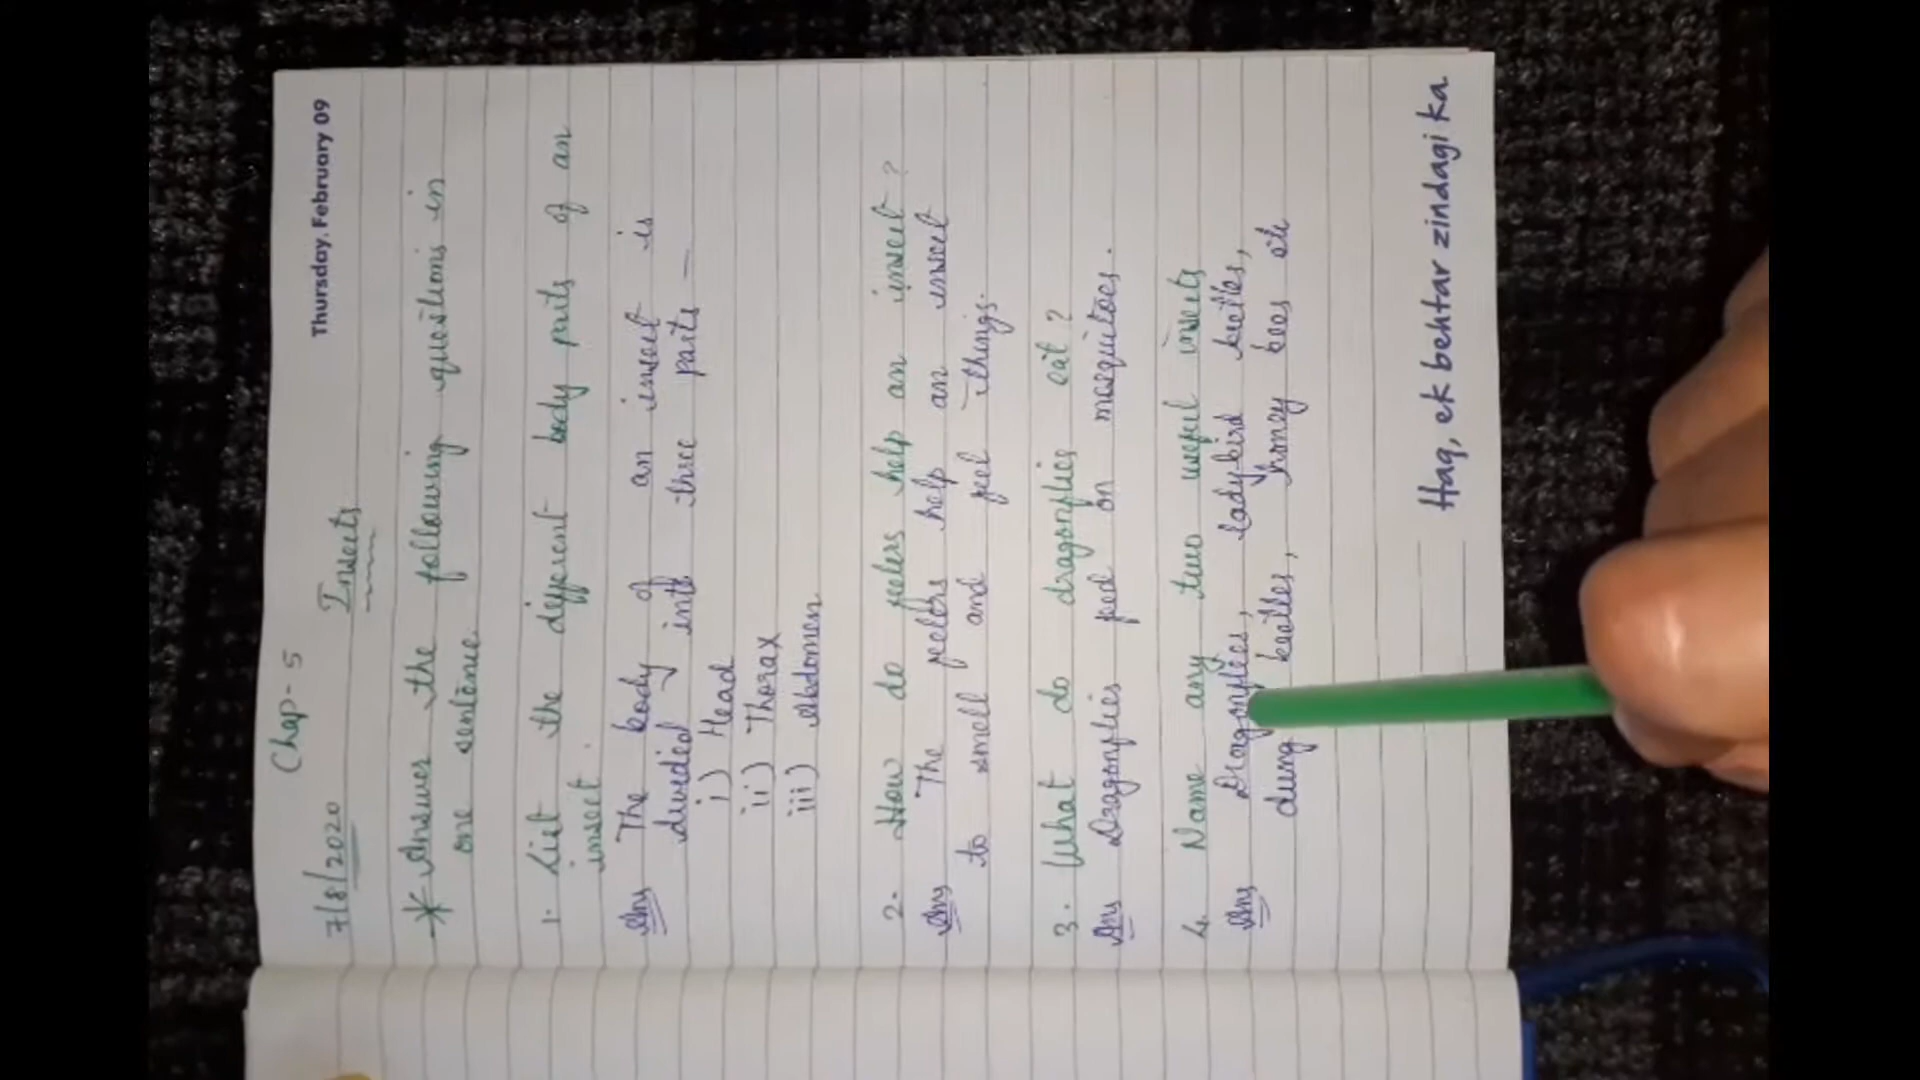 Thursday, February 09
Chap - 5
7/8/2020 Insects
* Answer the following questions in
one sentence.
1. List the different body parts of an
insect.
Ans The body of an insect is
divided into three parts -
i) Head
ii) Thorax
iii) Abdomen
2. How do feelers help an insect?
Ans The feelers help an insect
to smell and feel things.
3. What do dragonflies eat?
Ans Dragonflies feed on mosquitoes.
4. Name any two useful insects
Ans Dragonflies, ladybird beetles,
dung beetles, honey bees etc
Haq, ek behtar zindagi ka